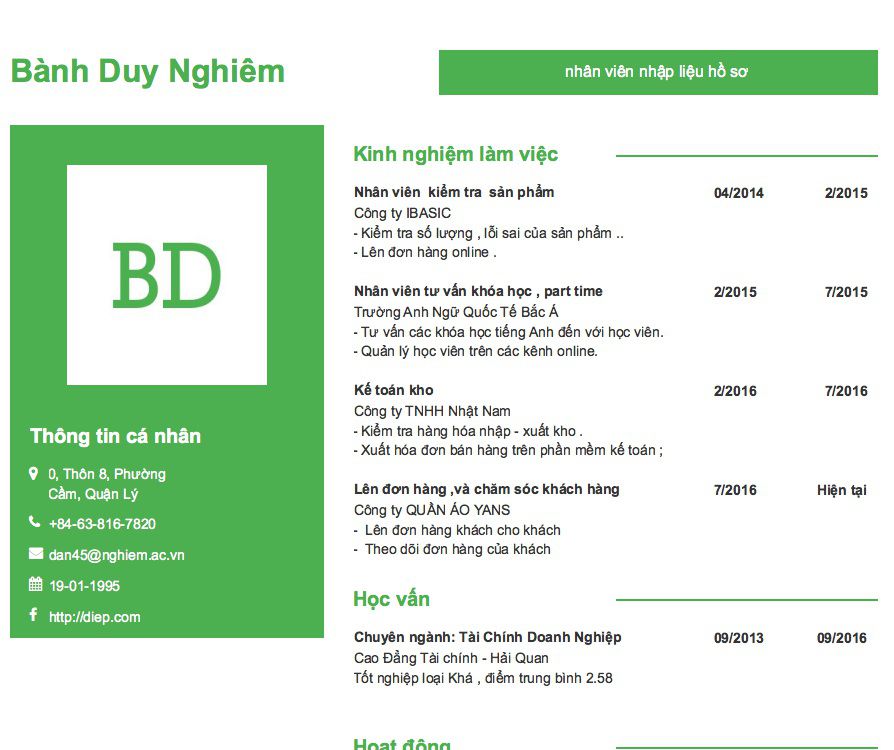 Bành Duy Nghiêm
nhân viên nhập liệu hồ sơ
BD
Thông tin cá nhân
0, Thôn 8, Phường
Cầm, Quận Lý
+84-63-816-7820
dan45@nghiem.ac.vn
19-01-1995
http://diep.com
Kinh nghiệm làm việc
Nhân viên kiểm tra sản phẩm 04/2014 2/2015
Công ty IBASIC
- Kiểm tra số lượng , lỗi sai của sản phẩm ..
- Lên đơn hàng online .
Nhân viên tư vấn khóa học , part time 2/2015 7/2015
Trường Anh Ngữ Quốc Tế Bắc Á
- Tư vấn các khóa học tiếng Anh đến với học viên.
- Quản lý học viên trên các kênh online.
Kế toán kho 2/2016 7/2016
Công ty TNHH Nhật Nam
- Kiểm tra hàng hóa nhập - xuất kho .
- Xuất hóa đơn bán hàng trên phần mềm kế toán ;
Lên đơn hàng ,và chăm sóc khách hàng 7/2016 Hiện tại
Công ty QUẦN ÁO YANS
- Lên đơn hàng khách cho khách
- Theo dõi đơn hàng của khách
Học vấn
Chuyên ngành: Tài Chính Doanh Nghiệp 09/2013 09/2016
Cao Đẳng Tài chính - Hải Quan
Tốt nghiệp loại Khá , điểm trung bình 2.58
Hoạt động